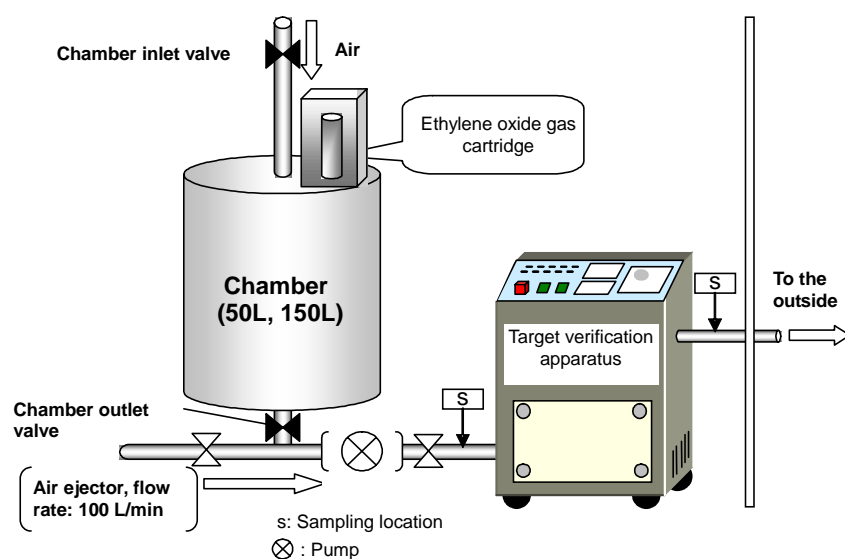 Chamber inlet valve
Air
Ethylene oxide gas
cartridge
Chamber
(50L, 150L)
S
To the
outside
Target verification
apparatus
S
Chamber outlet
valve
Air ejector, flow
rate: 100 L/min
s: Sampling location
: Pump